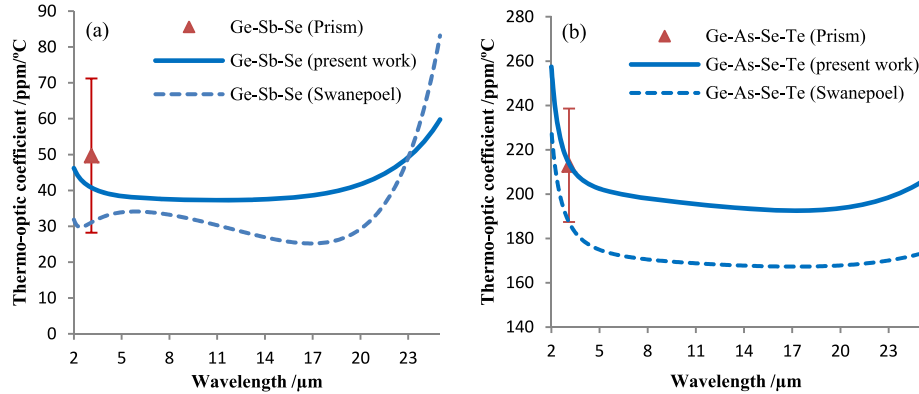 (a)
Ge-Sb-Se (Prism)
Ge-Sb-Se (present work)
Ge-Sb-Se (Swanepoel)
Thermo-optic coefficient /ppm/ºC
90
80
70
60
50
40
30
20
10
0
2 5 8 11 14 17 20 23
Wavelength /µm
(b)
Ge-As-Se-Te (Prism)
Ge-As-Se-Te (present work)
Ge-As-Se-Te (Swanepoel)
Thermo-optic coefficient /ppm/ºC
280
260
240
220
200
180
160
140
2 5 8 11 14 17 20 23
Wavelength /µm